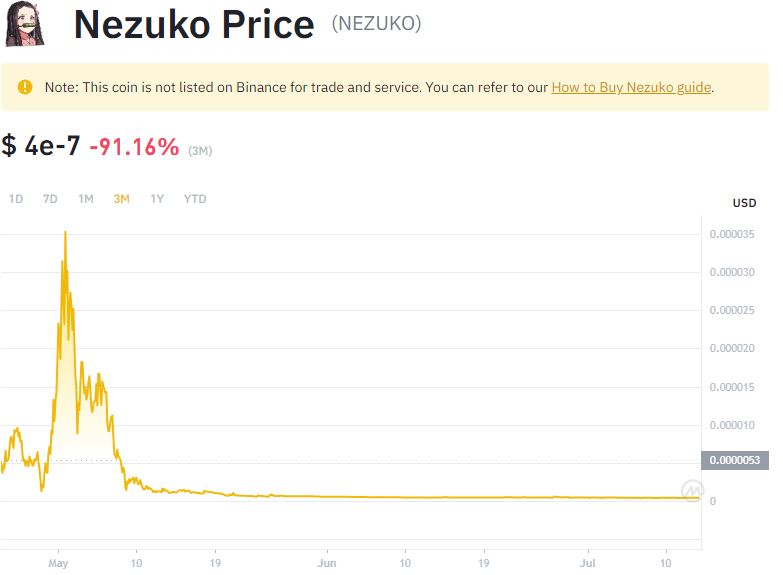 Nezuko Price (NEZUKO)
Note: This coin is not listed on Binance for trade and service. You can refer to our How to Buy Nezuko guide.
$ 4e-7 -91.16% (3M)
1D 7D 1M 3M 1Y YTD
USD
0.000035
0.000030
0.000025
0.000020
0.000015
0.000010
0.0000053
0
May 10 19 Jun 10 19 Jul 10